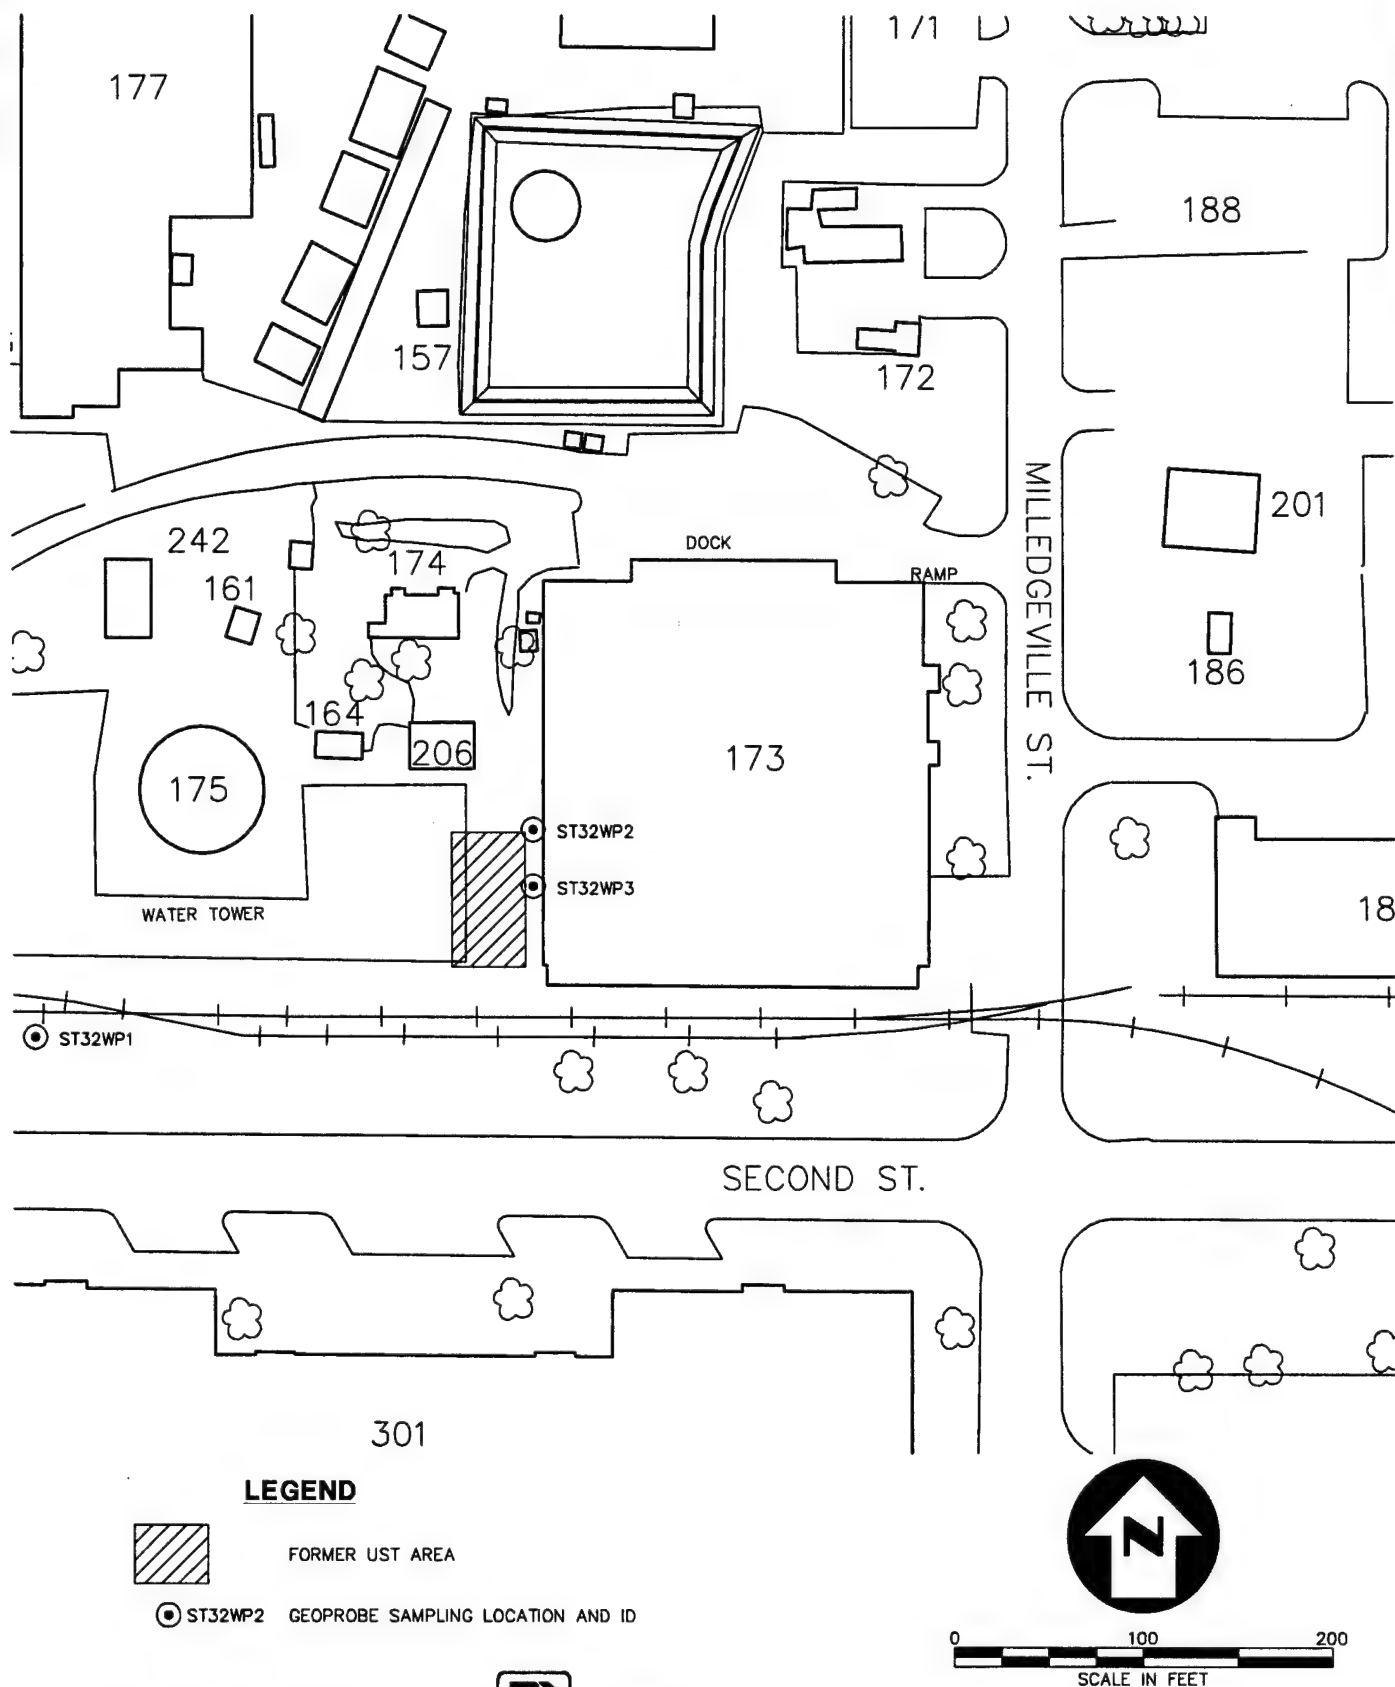 171
177
188
157
172
MILLEDGEVILLE ST.
201
DOCK
242
174
RAMP
161
186
164
206
173
175
ST32WP2
ST32WP3
WATER TOWER
ST32WP1
SECOND ST.
301
LEGEND
FORMER UST AREA
ST32WP2 GEOPROBE SAMPLING LOCATION AND ID
N
0 100 200
SCALE IN FEET